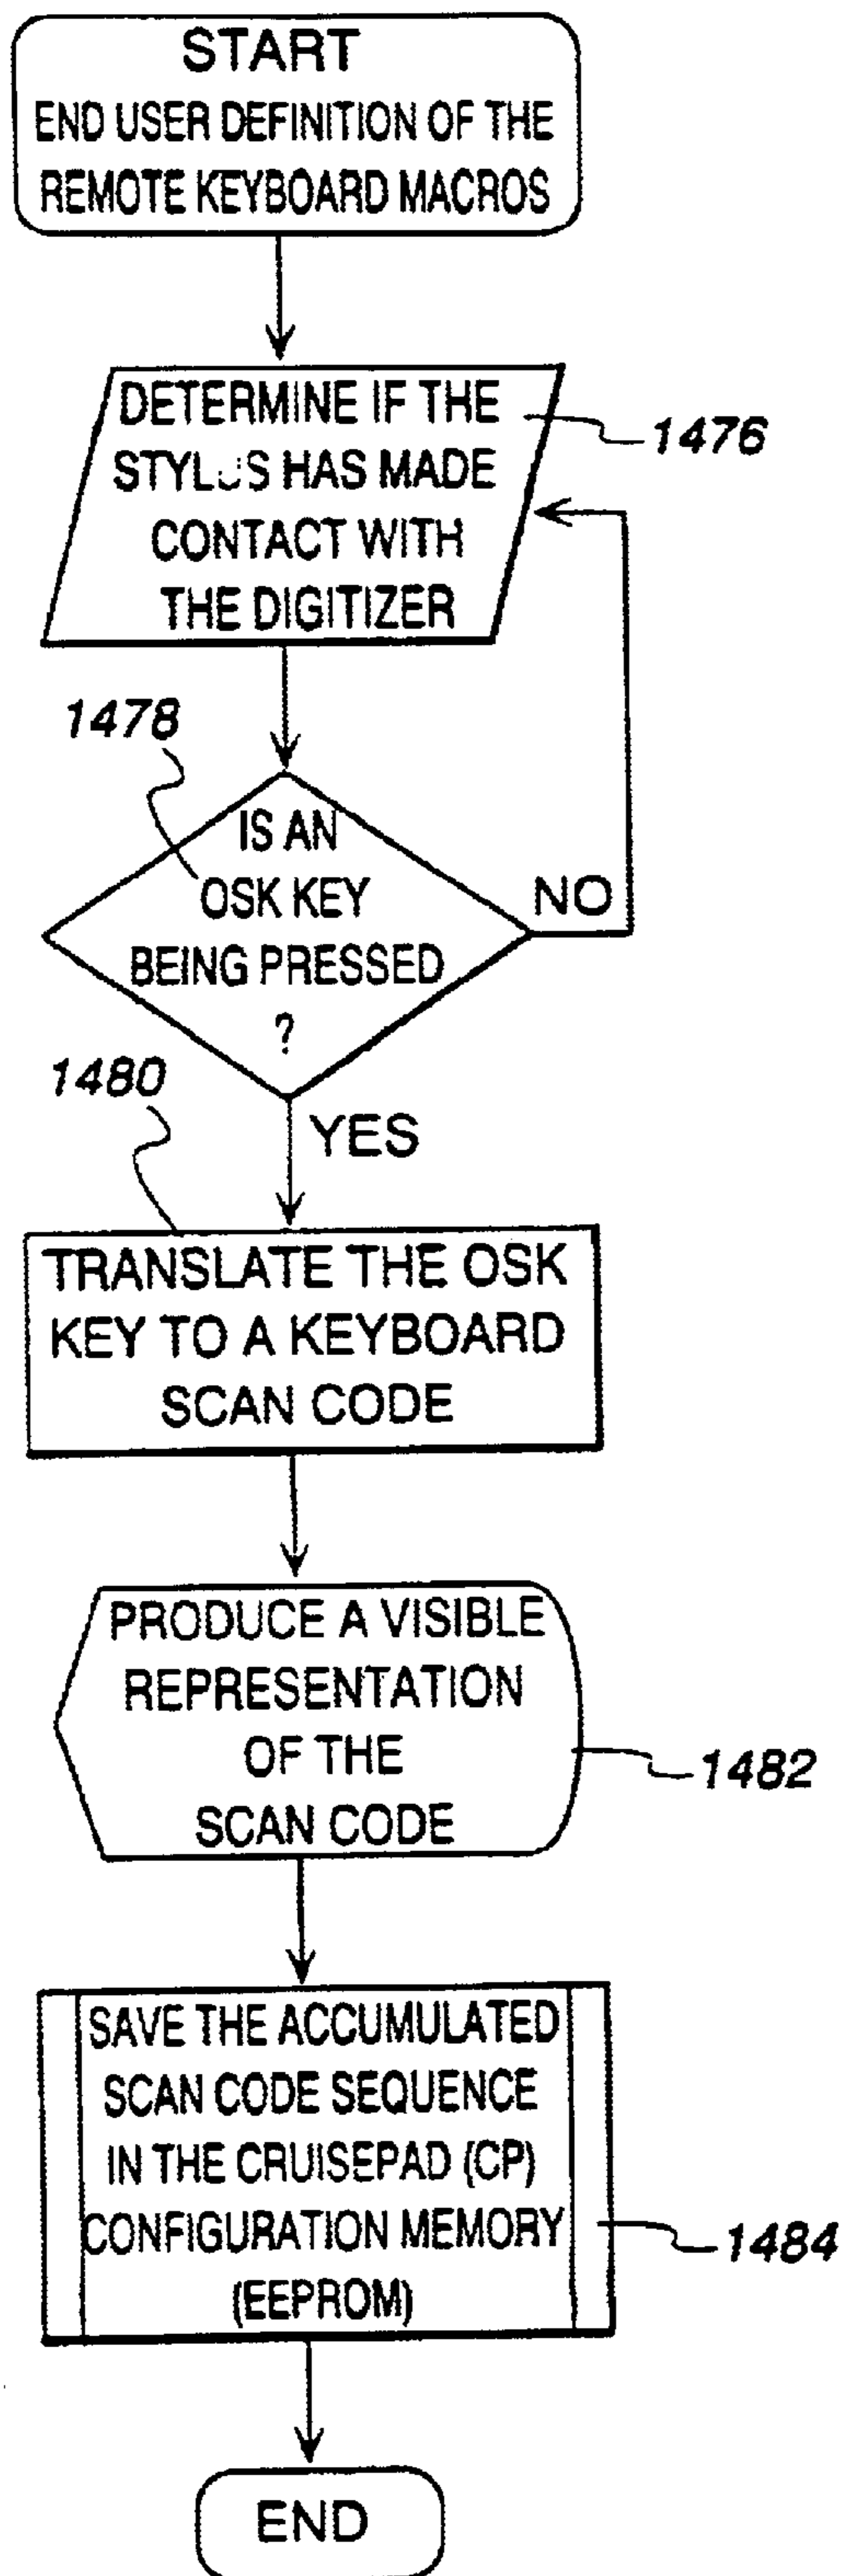 START
END USER DEFINITION OF THE
REMOTE KEYBOARD MACROS
DETERMINE IF THE
STYLUS HAS MADE
CONTACT WITH
THE DIGITIZER
1476
1478
IS AN
OSK KEY
BEING PRESSED
?
NO
1480
YES
TRANSLATE THE OSK
KEY TO A KEYBOARD
SCAN CODE
PRODUCE A VISIBLE
REPRESENTATION
OF THE
SCAN CODE
1482
SAVE THE ACCUMULATED
SCAN CODE SEQUENCE
IN THE CRUISEPAD (CP)
CONFIGURATION MEMORY
(EEPROM)
1484
END